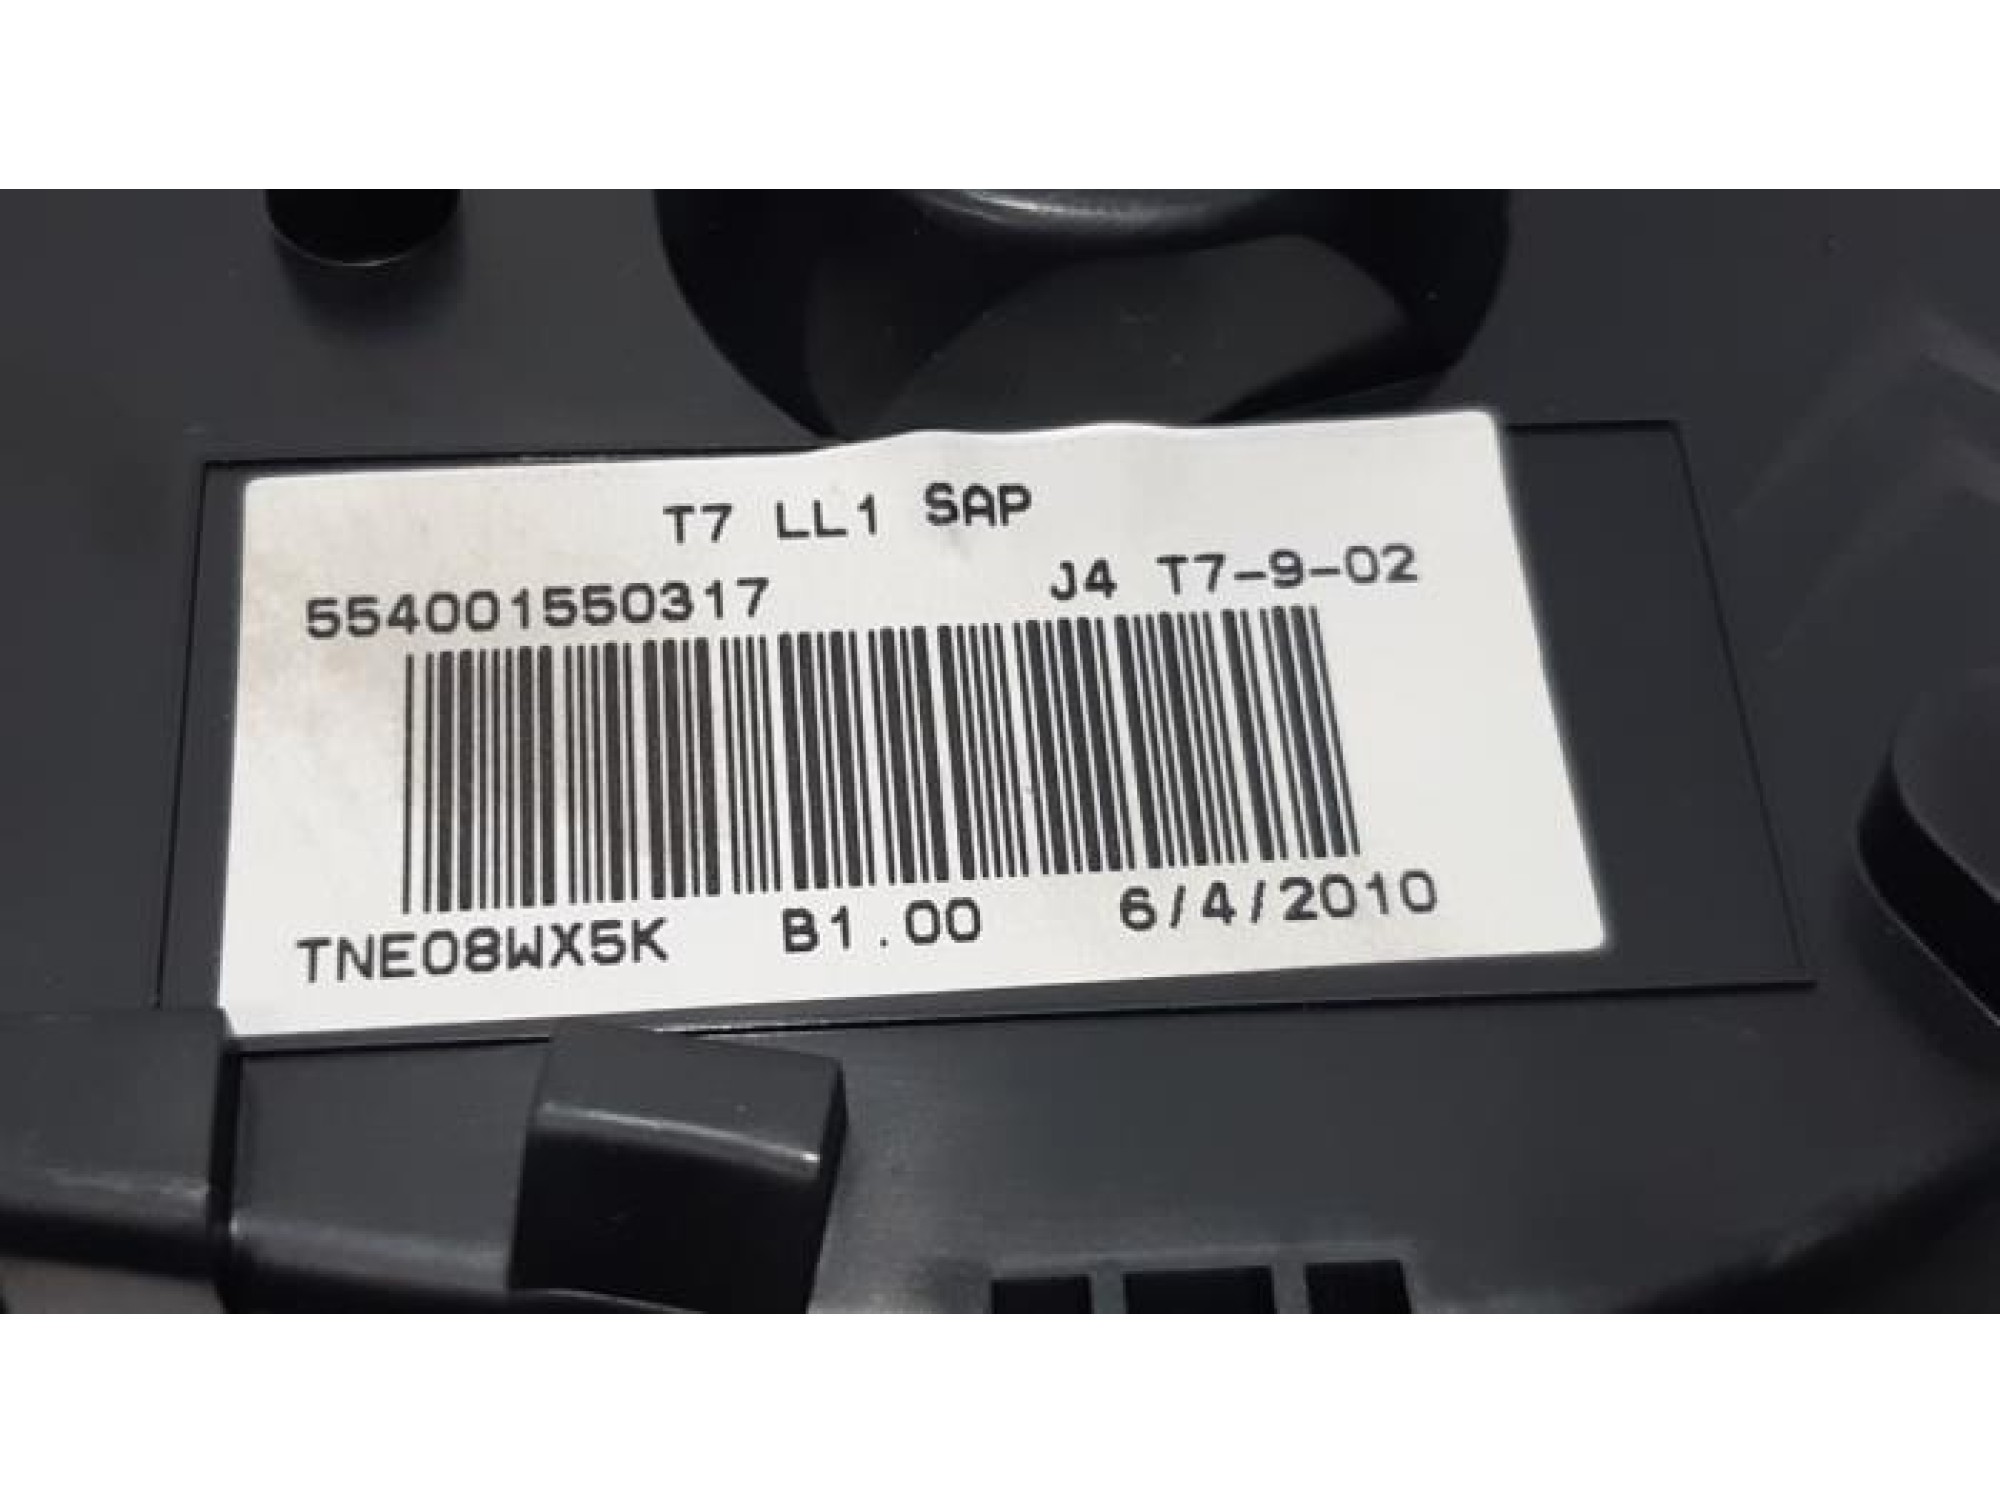 T7 LL1 SAP
554001550317 J4 T7-9-02
TNE08WX5K B1.00 6/4/2010